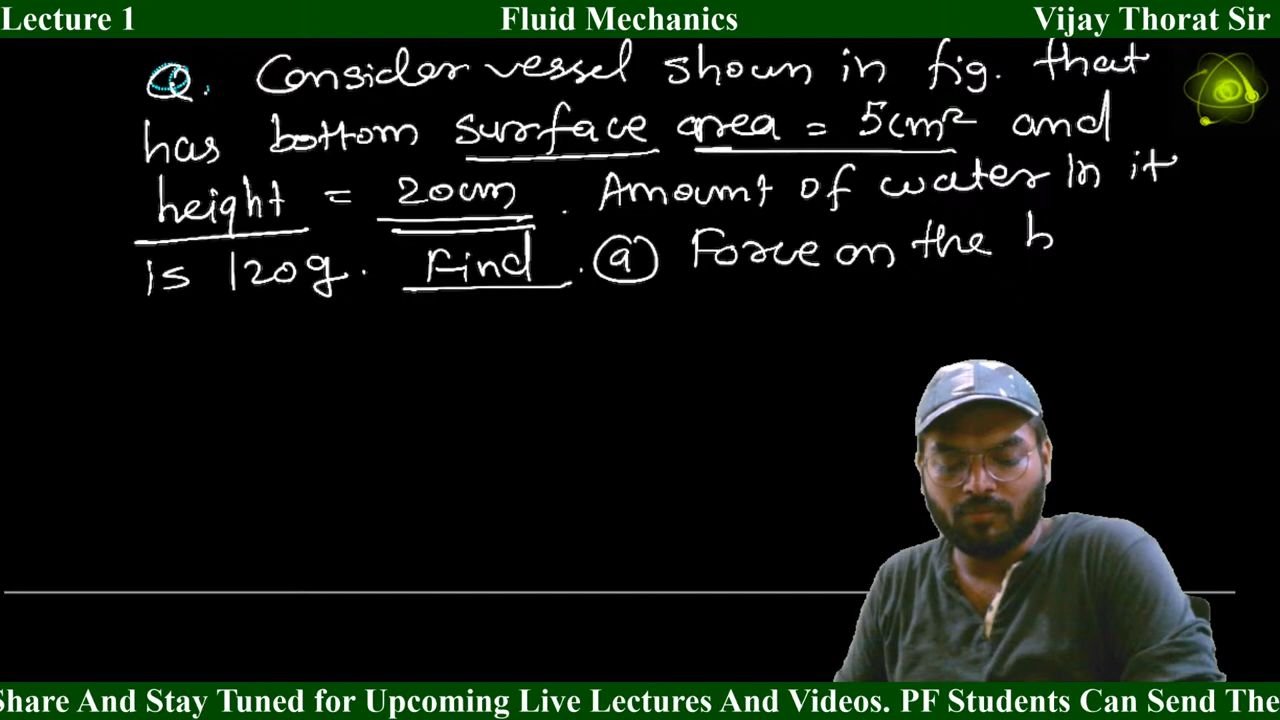 Lecture 1 Fluid Mechanics Vijay Thorat Sir
Q. Consider vessel shown in fig. that
has bottom surface area = 5cm² and
height = 20cm. Amount of water in it
is 120g. Find. (a) Force on the b
Share And Stay Tuned for Upcoming Live Lectures And Videos. PF Students Can Send The